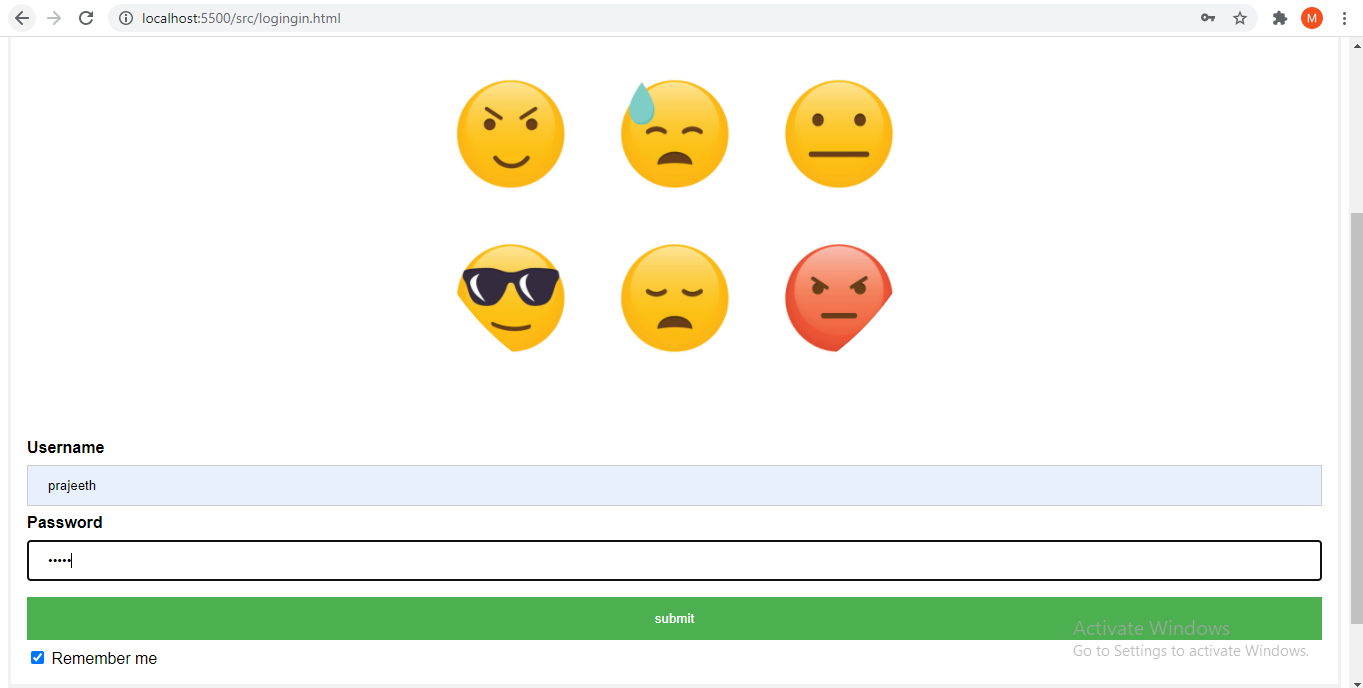 localhost:5500/src/logingin.html
M
Username
prajeeth
Password
•••••
submit
Remember me
Activate Windows
Go to Settings to activate Windows.